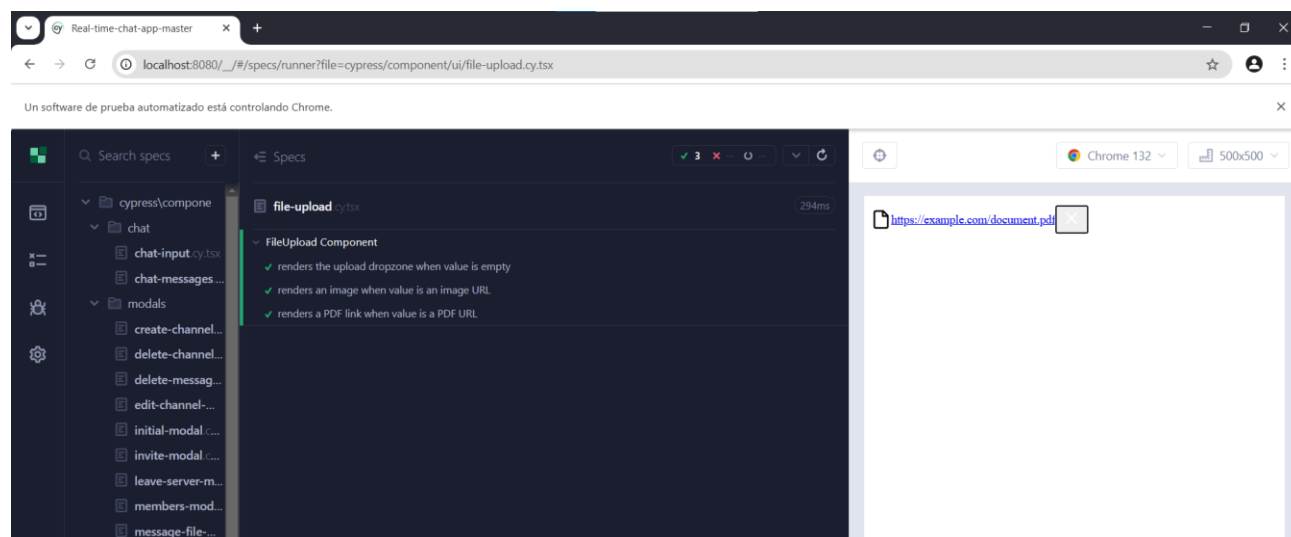 Real-time-chat-app-master
localhost:8080/__/#/specs/runner?file=cypress/component/ui/file-upload.cy.tsx
Un software de prueba automatizado está controlando Chrome.
Search specs
cypress\compone
chat
chat-input.cy.tsx
chat-messages...
modals
create-channel...
delete-channel...
delete-messag...
edit-channel-...
initial-modal.c...
invite-modal.c...
leave-server-m...
members-mod...
message-file-...
Specs
3 -- --
file-upload.cy.tsx 294ms
FileUpload Component
renders the upload dropzone when value is empty
renders an image when value is an image URL
renders a PDF link when value is a PDF URL
Chrome 132
500x500
https://example.com/document.pdf